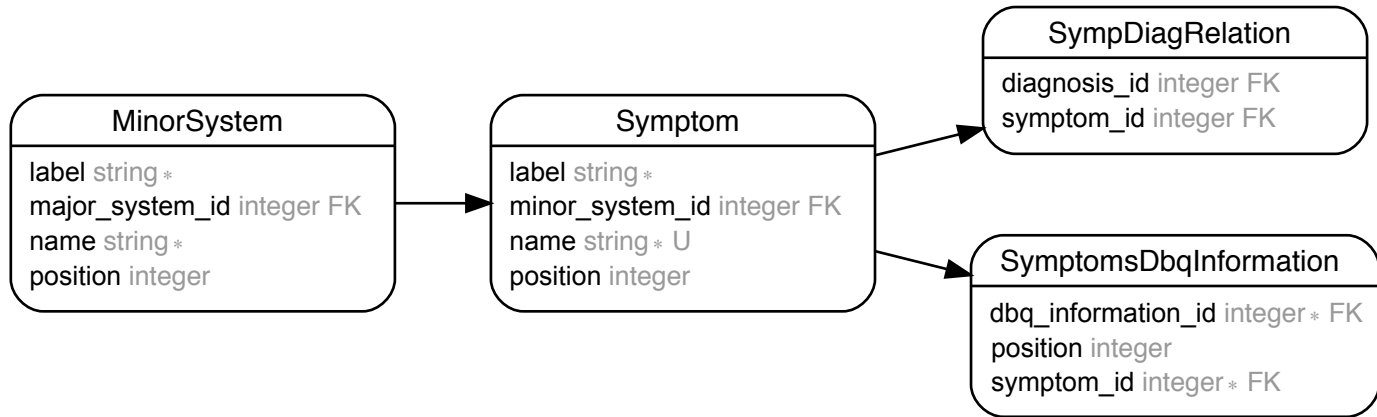 MinorSystem
label string *
major_system_id integer FK
name string *
position integer
Symptom
label string *
minor_system_id integer FK
name string * U
position integer
SympDiagRelation
diagnosis_id integer FK
symptom_id integer FK
SymptomsDbqInformation
dbq_information_id integer * FK
position integer
symptom_id integer * FK